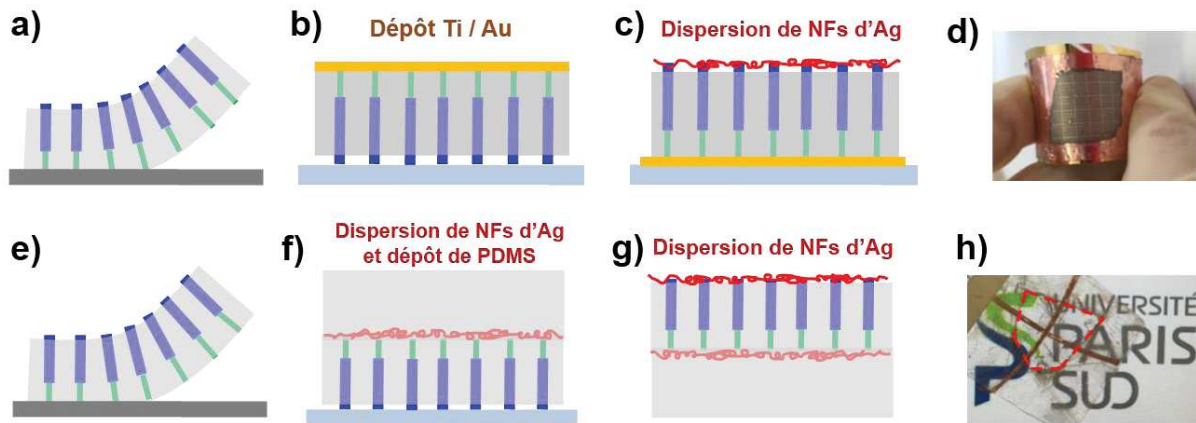 a)
b)
Dépôt Ti / Au
c)
Dispersion de NFs d'Ag
d)
e)
f)
Dispersion de NFs d'Ag
et dépôt de PDMS
g)
Dispersion de NFs d'Ag
h)
UNIVERSITÉ
PARIS
SUD